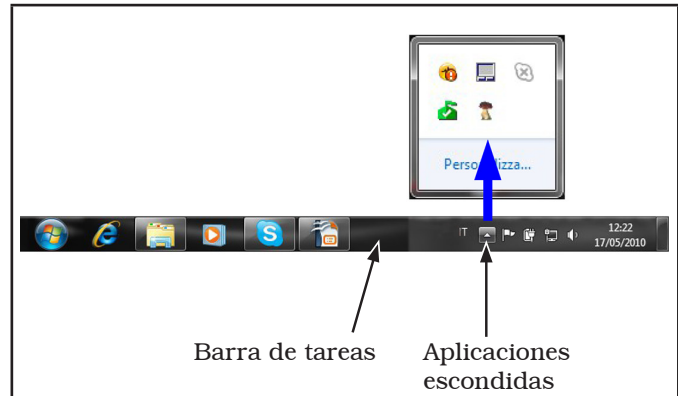 Personalizza...
IT
12:22
17/05/2010
Barra de tareas
Aplicaciones
escondidas